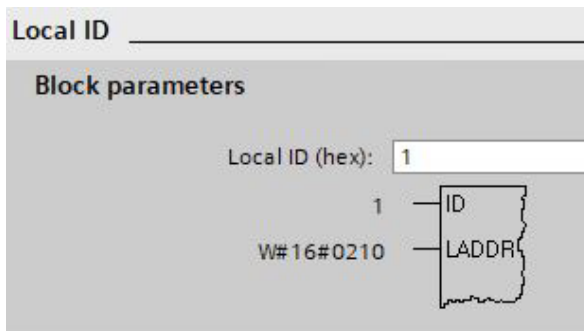 Local ID
Block parameters
Local ID (hex): 1
1 ID
W#16#0210 LADDR